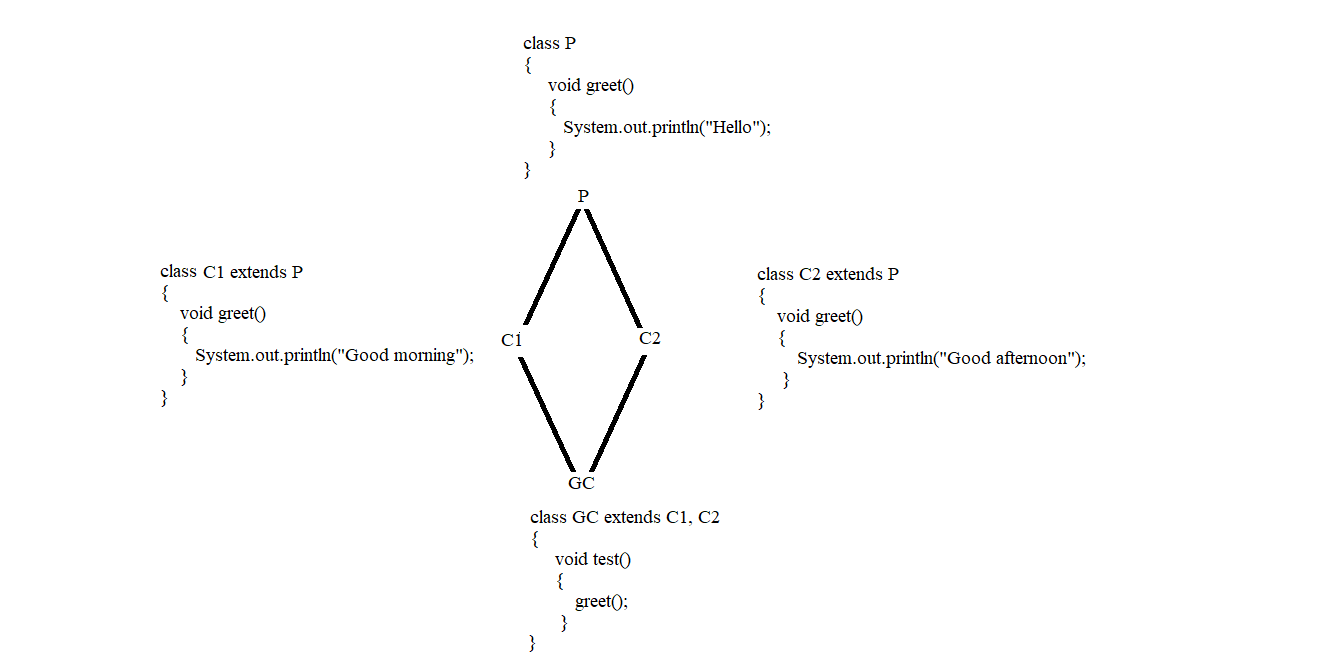 class P
{
void greet()
{
System.out.println("Hello");
}
}
P
class C1 extends P
{
void greet()
{
System.out.println("Good morning");
}
}
C1
C2
class C2 extends P
{
void greet()
{
System.out.println("Good afternoon");
}
}
GC
class GC extends C1, C2
{
void test()
{
greet();
}
}